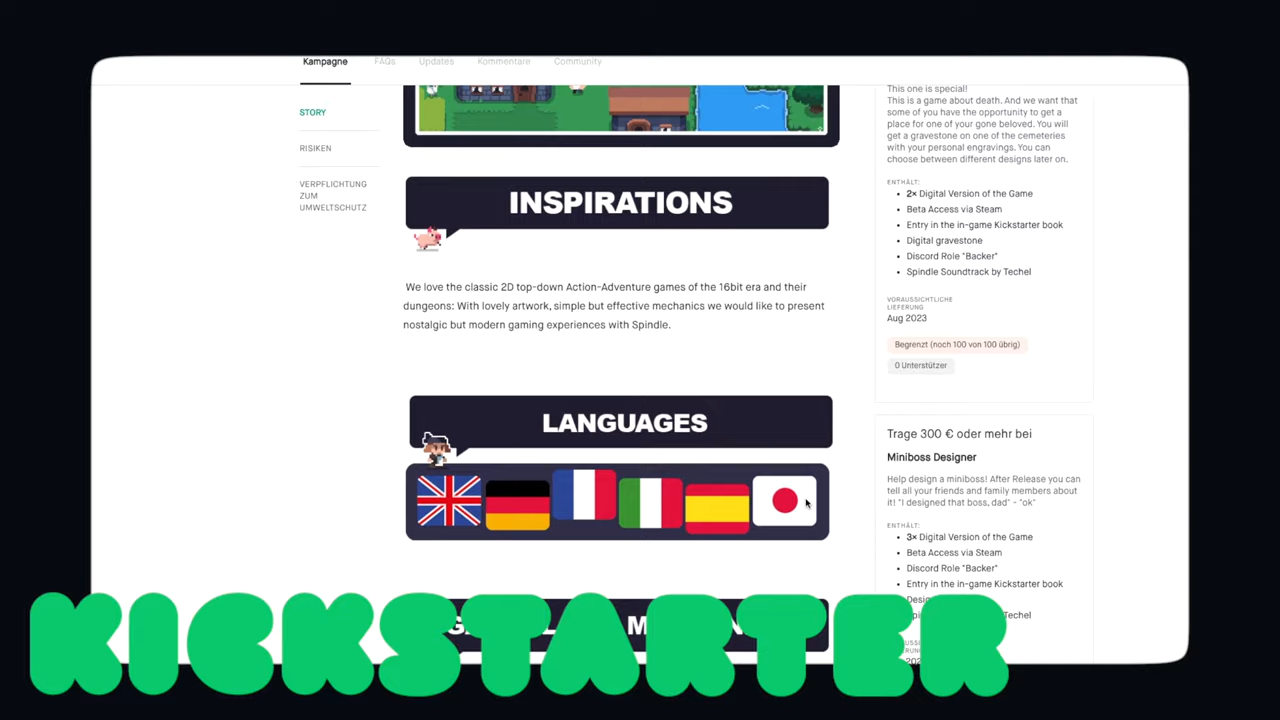 Kampagne FAQs Updates Kommentare Community
STORY
RISIKEN
VERPFLICHTUNG
ZUM
UMWELTSCHUTZ
INSPIRATIONS
We love the classic 2D top-down Action-Adventure games of the 16bit era and their
dungeons: With lovely artwork, simple but effective mechanics we would like to present
nostalgic but modern gaming experiences with Spindle.
LANGUAGES
This one is special!
This is a game about death. And we want that
some of you have the opportunity to get a
place for one of your gone beloved. You will
get a gravestone on one of the cemeteries
with your personal engravings. You can
choose between different designs later on.
ENTHÄLT:
2× Digital Version of the Game
Beta Access via Steam
Entry in the in-game Kickstarter book
Digital gravestone
Discord Role "Backer"
Spindle Soundtrack by Techel
VORAUSSICHTLICHE
LIEFERUNG
Aug 2023
Begrenzt (noch 100 von 100 übrig)
0 Unterstützer
Trage 300 € oder mehr bei
Miniboss Designer
Help design a miniboss! After Release you can
tell all your friends and family members about
it! "I designed that boss, dad" - "ok"
ENTHÄLT:
3× Digital Version of the Game
Beta Access via Steam
Discord Role "Backer"
Entry in the in-game Kickstarter book
Techel
KICKSTARTER